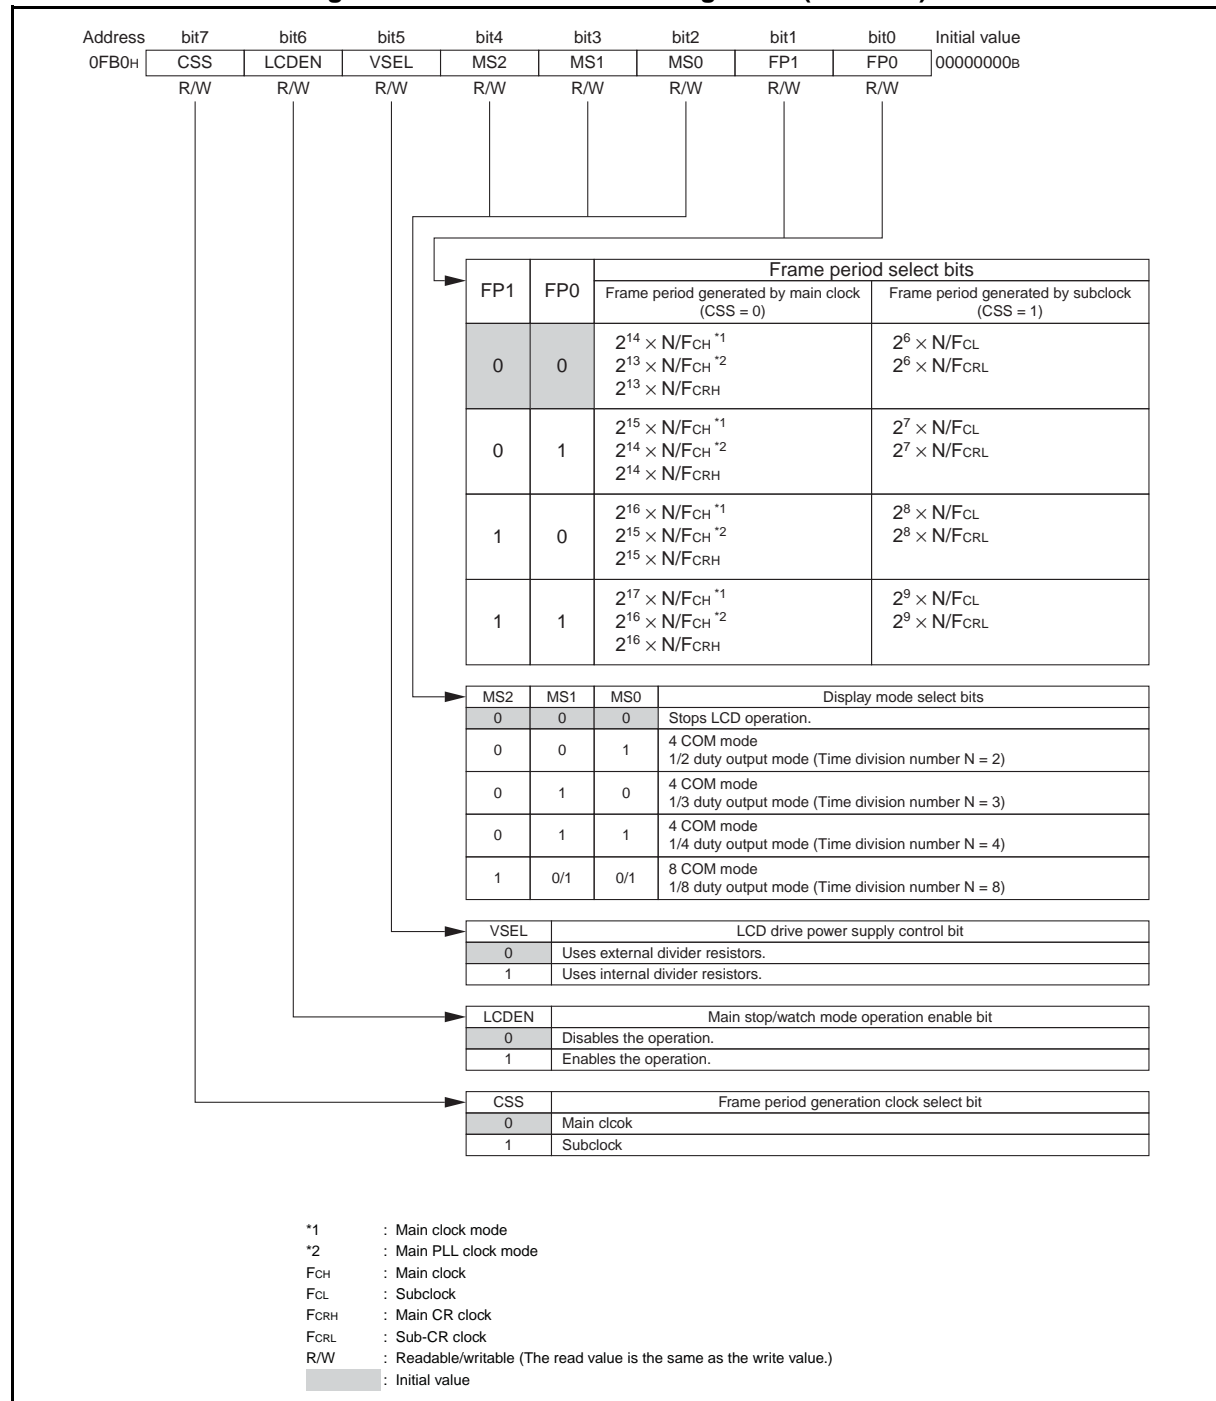 Address bit7 bit6 bit5 bit4 bit3 bit2 bit1 bit0 Initial value
0FB0H CSS LCDEN VSEL MS2 MS1 MS0 FP1 FP0 00000000B
R/W R/W R/W R/W R/W R/W R/W R/W
FP1 FP0 Frame period select bits
Frame period generated by main clock (CSS = 0) Frame period generated by subclock (CSS = 1)
0 0 2^14 × N/FCH *1 2^6 × N/FCL
2^13 × N/FCH *2 2^6 × N/FCRL
2^13 × N/FCRH
0 1 2^15 × N/FCH *1 2^7 × N/FCL
2^14 × N/FCH *2 2^7 × N/FCRL
2^14 × N/FCRH
1 0 2^16 × N/FCH *1 2^8 × N/FCL
2^15 × N/FCH *2 2^8 × N/FCRL
2^15 × N/FCRH
1 1 2^17 × N/FCH *1 2^9 × N/FCL
2^16 × N/FCH *2 2^9 × N/FCRL
2^16 × N/FCRH
MS2 MS1 MS0 Display mode select bits
0 0 0 Stops LCD operation.
0 0 1 4 COM mode
1/2 duty output mode (Time division number N = 2)
0 1 0 4 COM mode
1/3 duty output mode (Time division number N = 3)
0 1 1 4 COM mode
1/4 duty output mode (Time division number N = 4)
1 0/1 0/1 8 COM mode
1/8 duty output mode (Time division number N = 8)
VSEL LCD drive power supply control bit
0 Uses external divider resistors.
1 Uses internal divider resistors.
LCDEN Main stop/watch mode operation enable bit
0 Disables the operation.
1 Enables the operation.
CSS Frame period generation clock select bit
0 Main clcok
1 Subclock
*1 : Main clock mode
*2 : Main PLL clock mode
FCH : Main clock
FCL : Subclock
FCRH : Main CR clock
FCRL : Sub-CR clock
R/W : Readable/writable (The read value is the same as the write value.)
: Initial value